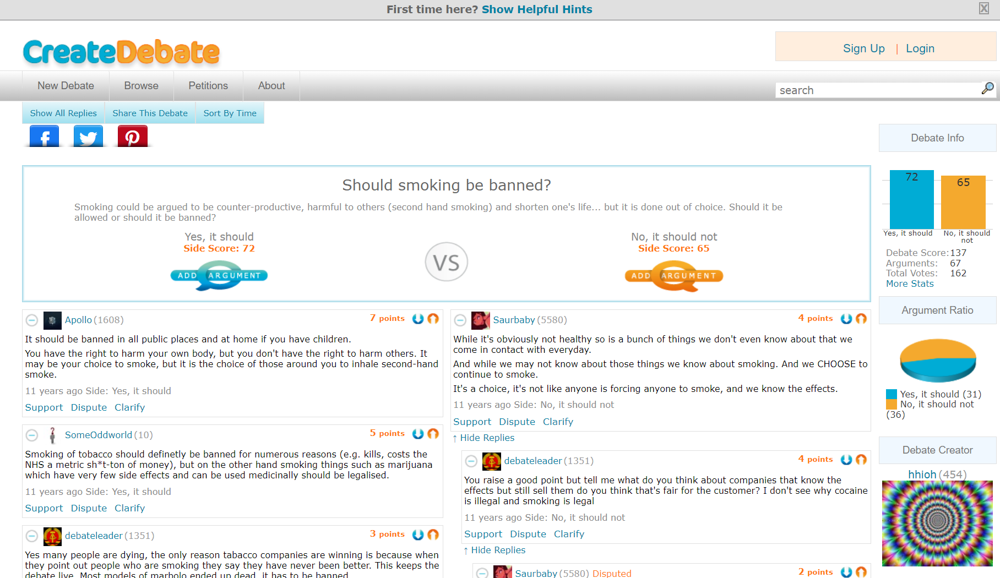 First time here? Show Helpful Hints
X
CreateDebate
Sign Up | Login
New Debate
Browse
Petitions
About
search
Show All Replies
Share This Debate
Sort By Time
Should smoking be banned?
Smoking could be argued to be counter-productive, harmful to others (second hand smoking) and shorten one's life... but it is done out of choice. Should it be
allowed or should it be banned?
Yes, it should
Side Score: 72
ADD ARGUMENT
VS
No, it should not
Side Score: 65
ADD ARGUMENT
Apollo(1608)
7 points
It should be banned in all public places and at home if you have children.
You have the right to harm your own body, but you don't have the right to harm others. It
may be your choice to smoke, but it is the choice of those around you to inhale second-hand
smoke.
11 years ago Side: Yes, it should
Support Dispute Clarify
SomeOddworld(10)
5 points
Smoking of tobacco should definetly be banned for numerous reasons (e.g. kills, costs the
NHS a metric sh*t-ton of money), but on the other hand smoking things such as marijuana
which have very few side effects and can be used medicinally should be legalised.
11 years ago Side: Yes, it should
Support Dispute Clarify
debateleader(1351)
3 points
Yes many people are dying, the only reason tabacco companies are winning is because when
they point out people who are smoking they say they have never been better. This keeps the
debate live. Most models of marbolo ended up dead, it has to be banned
Saurbaby(5580)
4 points
While it's obviously not healthy so is a bunch of things we don't even know about that we
come in contact with everyday.
And while we may not know about those things we know about smoking. And we CHOOSE to
continue to smoke.
It's a choice, it's not like anyone is forcing anyone to smoke, and we know the effects.
11 years ago Side: No, it should not
Support Dispute Clarify
↑ Hide Replies
debateleader(1351)
4 points
You raise a good point but tell me what do you think about companies that know the
effects but still sell them do you think that's fair for the customer? I don't see why cocaine
is illegal and smoking is legal
11 years ago Side: No, it should not
Support Dispute Clarify
↑ Hide Replies
Saurbaby(5580) Disputed
2 points
Debate Info
72
65
Yes, it should
No, it should
not
Debate Score:137
Arguments: 67
Total Votes: 162
More Stats
Argument Ratio
Yes, it should (31)
No, it should not
(36)
Debate Creator
hhioh(454)